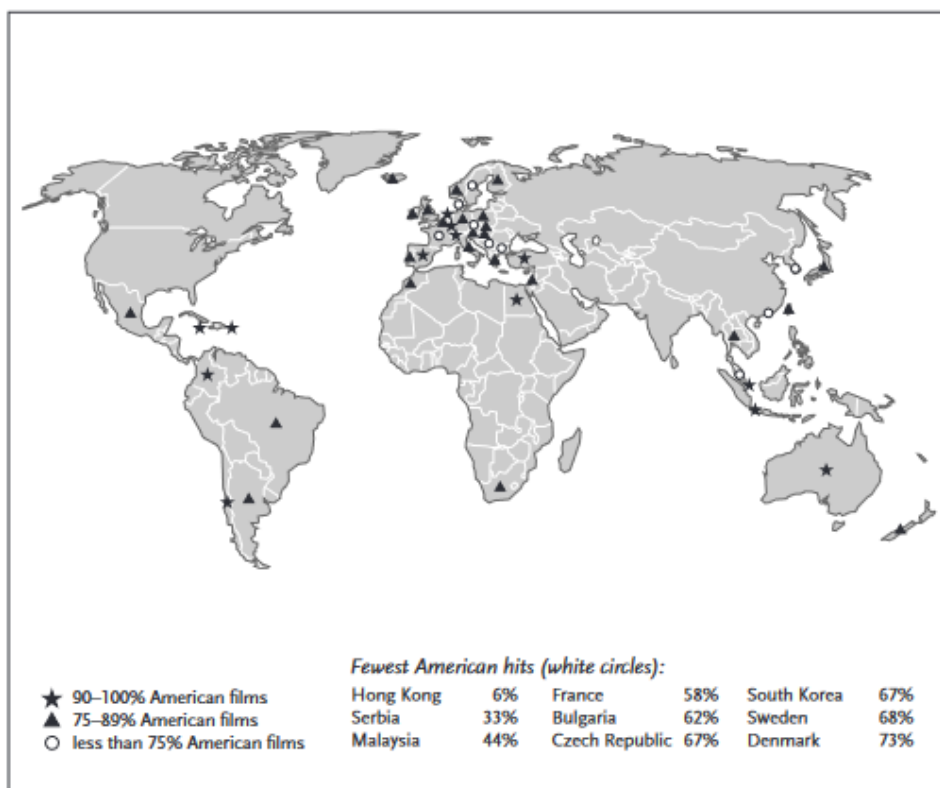 Fewest American hits (white circles):
★ 90–100% American films
▲ 75–89% American films
○ less than 75% American films
Hong Kong 6% France 58% South Korea 67%
Serbia 33% Bulgaria 62% Sweden 68%
Malaysia 44% Czech Republic 67% Denmark 73%